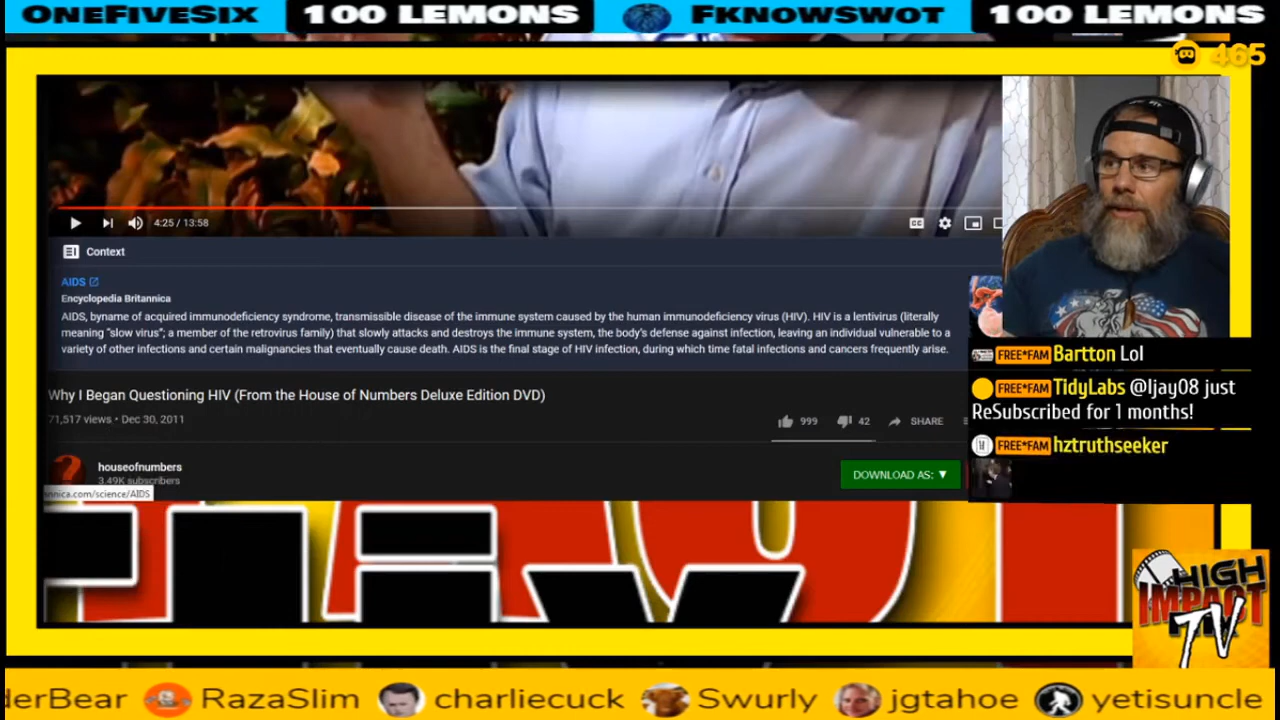 ONEFIVESIX 100 LEMONS FKNOWSWOT 100 LEMONS
465
4:25 / 13:58
CC
Context
AIDS
Encyclopedia Britannica
AIDS, byname of acquired immunodeficiency syndrome, transmissible disease of the immune system caused by the human immunodeficiency virus (HIV). HIV is a lentivirus (literally
meaning "slow virus"; a member of the retrovirus family) that slowly attacks and destroys the immune system, the body's defense against infection, leaving an individual vulnerable to a
variety of other infections and certain malignancies that eventually cause death. AIDS is the final stage of HIV infection, during which time fatal infections and cancers frequently arise.
Why I Began Questioning HIV (From the House of Numbers Deluxe Edition DVD)
71,517 views • Dec 30, 2011
999 42 SHARE
houseofnumbers
3.49K subscribers
DOWNLOAD AS: ▼
nnica.com/science/AIDS
FREE*FAM Bartton Lol
FREE*FAM TidyLabs @Ijay08 just
ReSubscribed for 1 months!
FREE*FAM hztruthseeker
HIGH
IMPACT
TV
derBear RazaSlim charliecuck Swurly jgtahoe yetisuncle